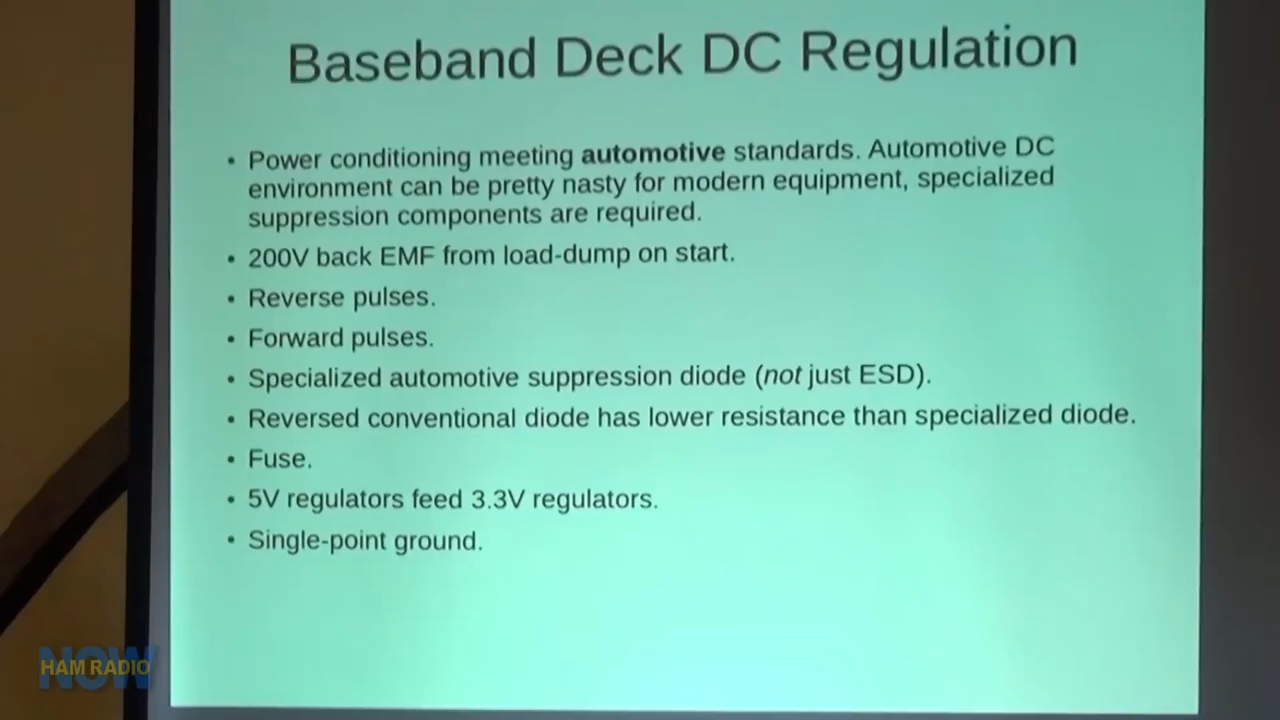 Baseband Deck DC Regulation
• Power conditioning meeting automotive standards. Automotive DC
environment can be pretty nasty for modern equipment, specialized
suppression components are required.
• 200V back EMF from load-dump on start.
• Reverse pulses.
• Forward pulses.
• Specialized automotive suppression diode (not just ESD).
• Reversed conventional diode has lower resistance than specialized diode.
• Fuse.
• 5V regulators feed 3.3V regulators.
• Single-point ground.
HAM RADIO
NOW